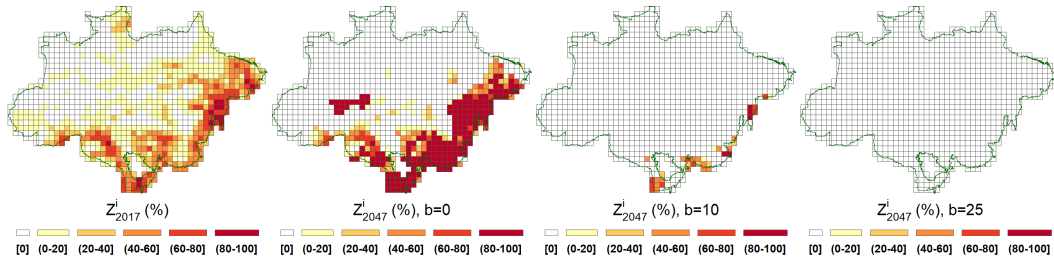 Z^i_2017 (%)
[0] (0-20] (20-40] (40-60] (60-80] (80-100]
Z^i_2047 (%), b=0
[0] (0-20] (20-40] (40-60] (60-80] (80-100]
Z^i_2047 (%), b=10
[0] (0-20] (20-40] (40-60] (60-80] (80-100]
Z^i_2047 (%), b=25
[0] (0-20] (20-40] (40-60] (60-80] (80-100]